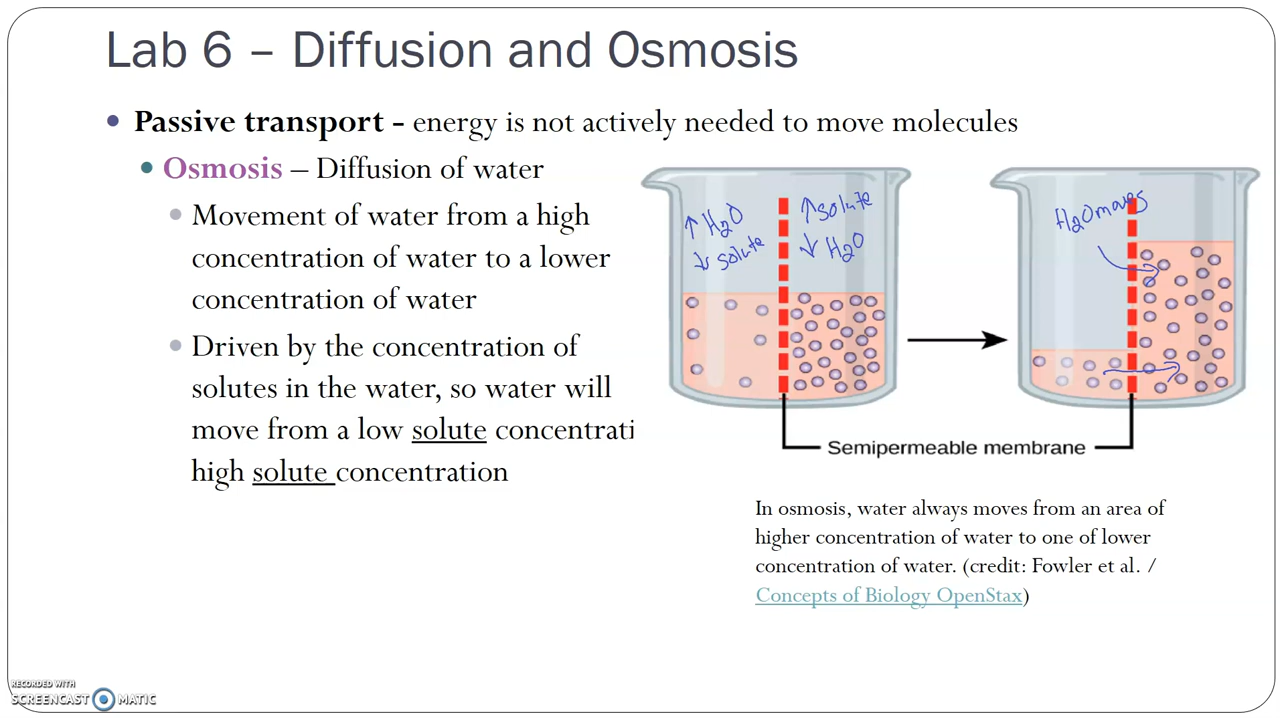 Lab 6 – Diffusion and Osmosis
• Passive transport - energy is not actively needed to move molecules
• Osmosis – Diffusion of water
• Movement of water from a high
concentration of water to a lower
concentration of water
• Driven by the concentration of
solutes in the water, so water will
move from a low solute concentrati
high solute concentration
↑ H₂O
↓ solute
↑ solute
↓ H₂O
H₂O moves
Semipermeable membrane
In osmosis, water always moves from an area of
higher concentration of water to one of lower
concentration of water. (credit: Fowler et al. /
Concepts of Biology OpenStax)
RECORDED WITH
SCREENCAST MATIC